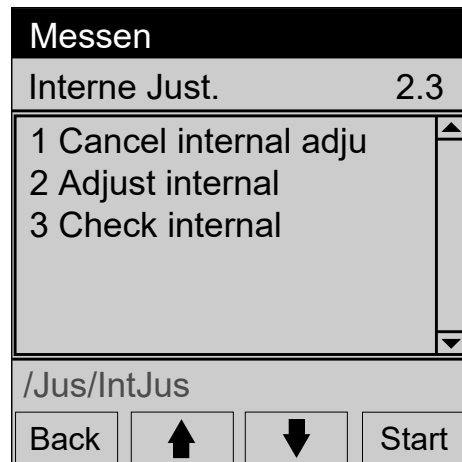 Messen
Interne Just. 2.3
1 Cancel internal adju
2 Adjust internal
3 Check internal
/Jus/IntJus
Back Start